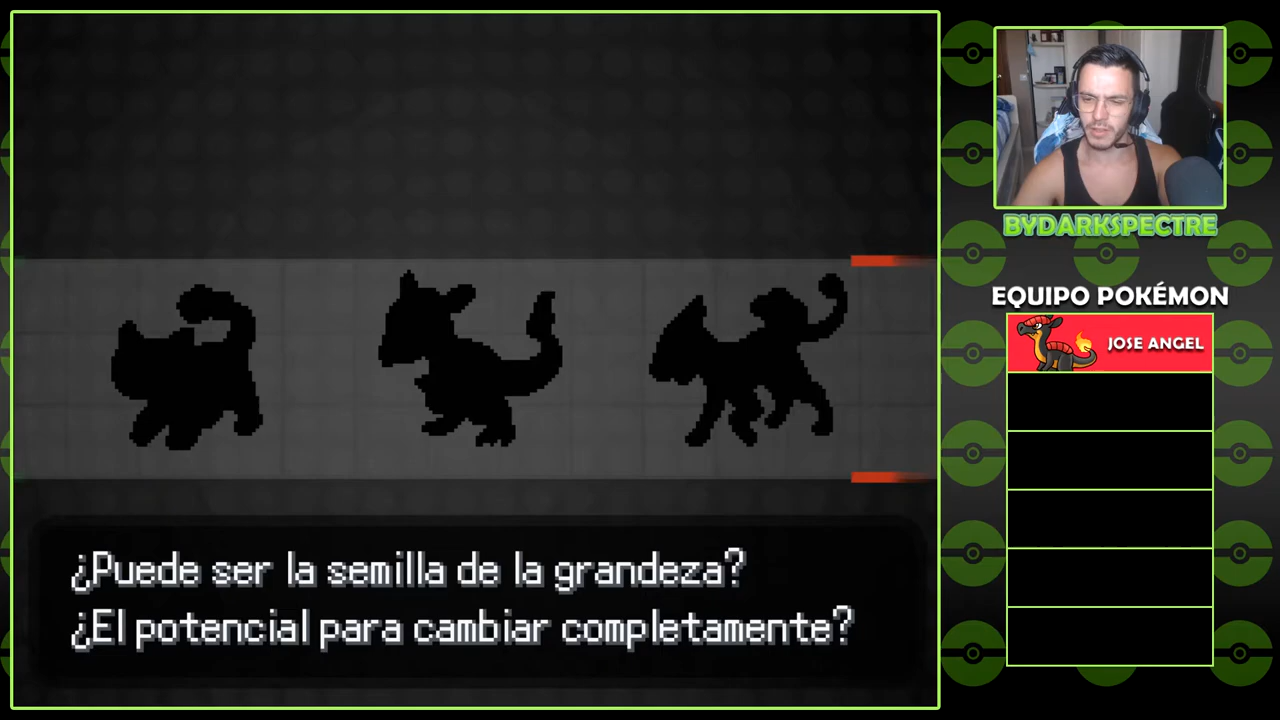 BYDARKSPECTRE
EQUIPO POKÉMON
JOSE ANGEL
¿Puede ser la semilla de la grandeza?
¿El potencial para cambiar completamente?